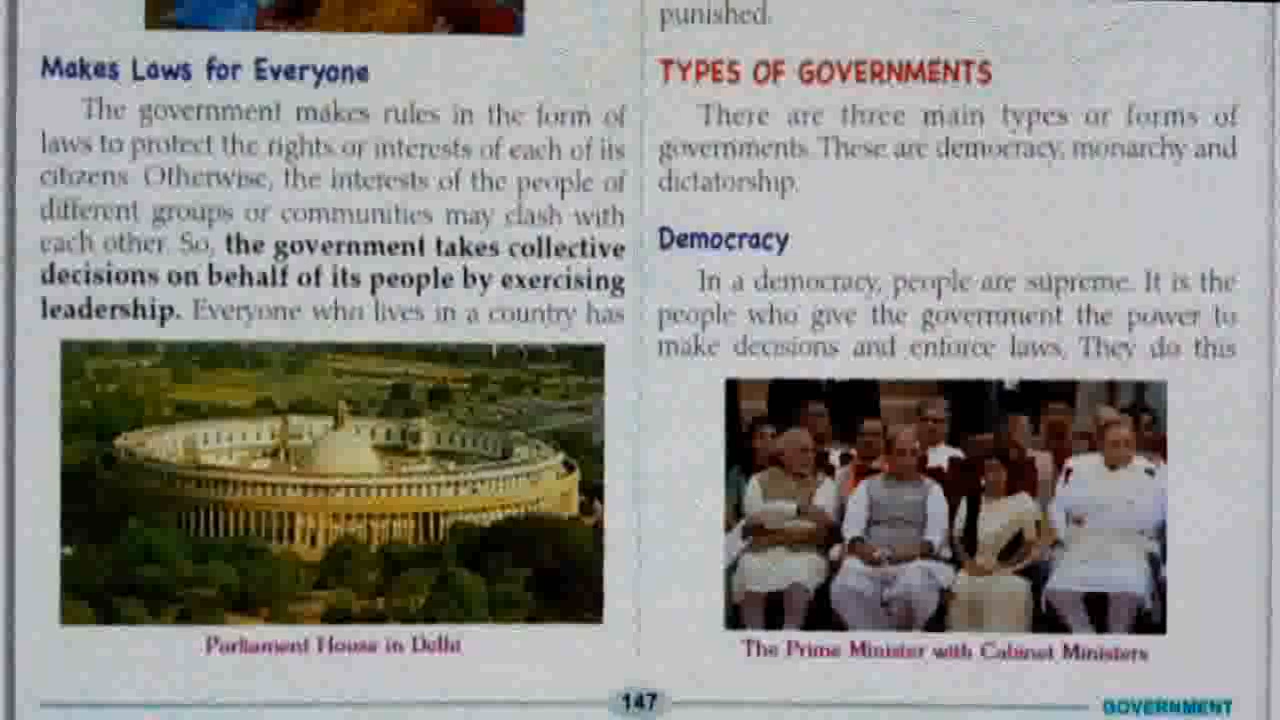 Makes Laws for Everyone
The government makes rules in the form of
laws to protect the rights or interests of each of its
citizens. Otherwise, the interests of the people of
different groups or communities may clash with
each other. So, the government takes collective
decisions on behalf of its people by exercising
leadership. Everyone who lives in a country has
Parliament House in Delhi
punished.
TYPES OF GOVERNMENTS
There are three main types or forms of
governments. These are democracy, monarchy and
dictatorship.
Democracy
In a democracy, people are supreme. It is the
people who give the government the power to
make decisions and enforce laws. They do this
The Prime Minister with Cabinet Ministers
147
GOVERNMENT